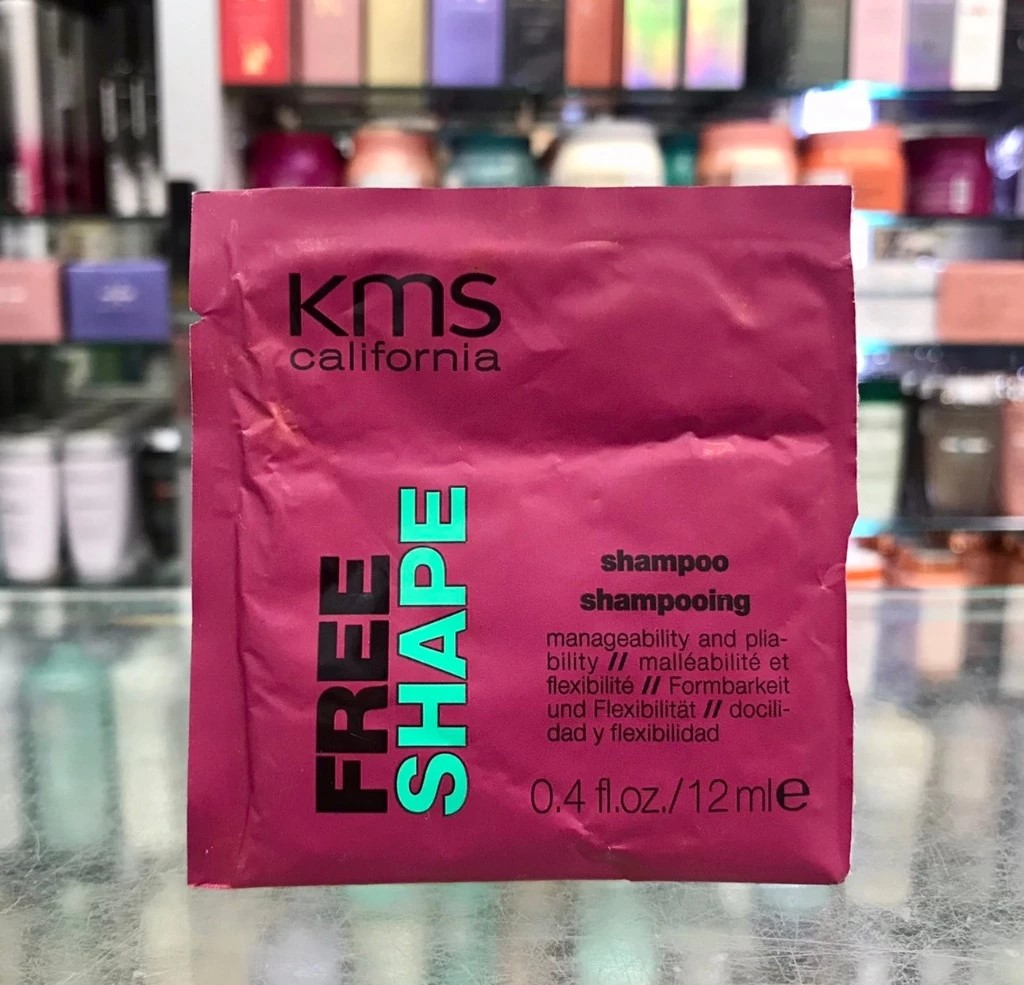 kms
california
FREE
SHAPE
shampoo
shampooing
manageability and plia-
bility // malléabilité et
flexibilité // Formbarkeit
und Flexibilität // docili-
dad y flexibilidad
0.4 fl.oz./12 ml e